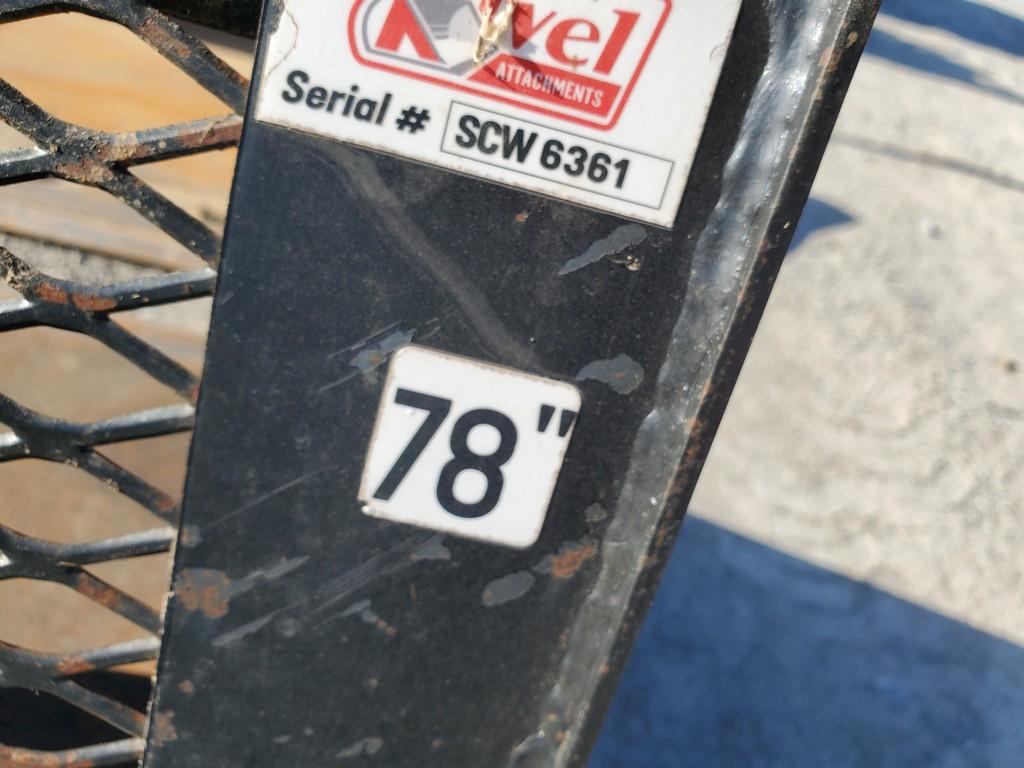 ATTACHMENTS
Serial # SCW 6361
78"